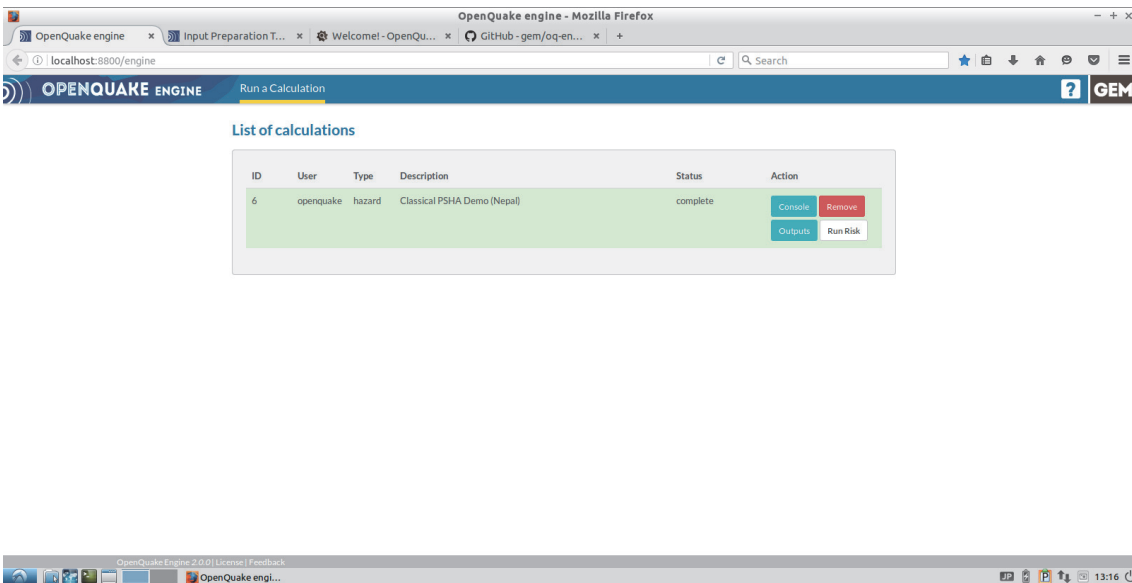 OpenQuake engine - Mozilla Firefox
OpenQuake engine × Input Preparation T... × Welcome! - OpenQu... × GitHub - gem/oq-en... × +
localhost:8800/engine Search
OPENQUAKE ENGINE Run a Calculation ? GEM
List of calculations
ID User Type Description Status Action
6 openquake hazard Classical PSHA Demo (Nepal) complete Console Remove
Outputs Run Risk
OpenQuake Engine 2.0.0 | License | Feedback
OpenQuake engi... JP P 13:16